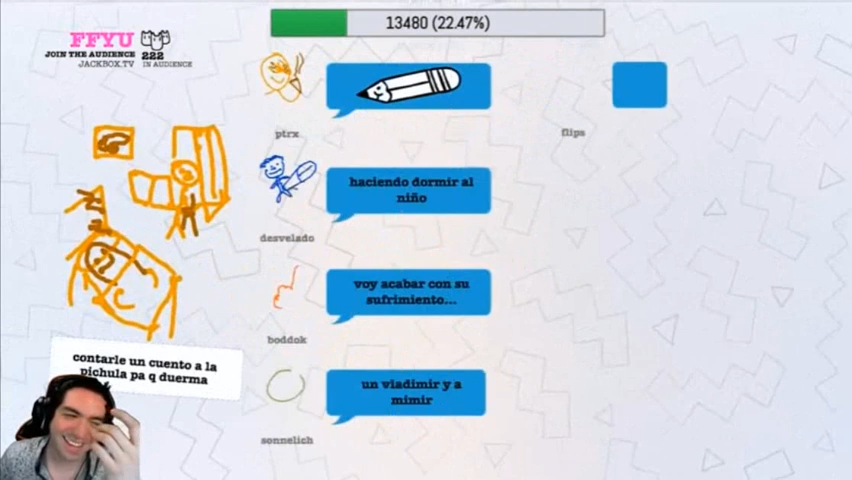 13480 (22.47%)
FFYU
JOIN THE AUDIENCE
222
JACKBOX.TV
IN AUDIENCE
ptrx
flips
haciendo dormir al
niño
desvelado
voy acabar con su
sufrimiento...
boddok
contarle un cuento a la
pichula pa q duerma
un vladimir y a
mimir
sonnelich